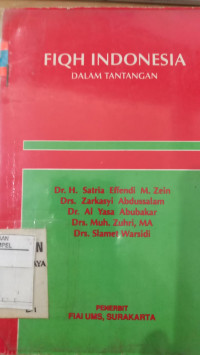 FIQH INDONESIA
DALAM TANTANGAN
Dr. H. Satria Effendi M. Zein
Drs. Zarkasyi Abdussalam
Dr. Al Yasa Abubakar
Drs. Muh. Zuhri, MA
Drs. Slamet Warsidi
PENERBIT
FIAI UMS, SURAKARTA